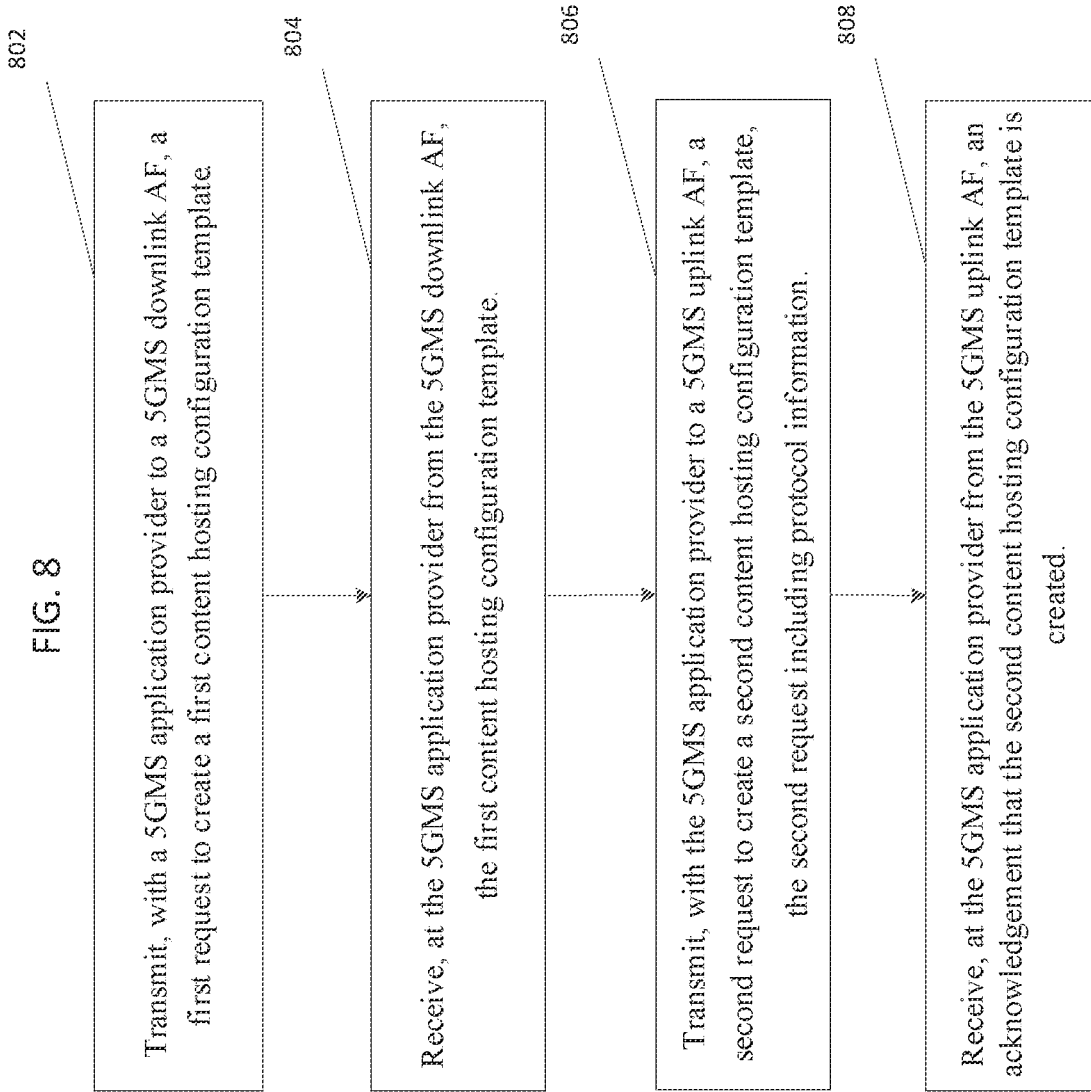 FIG. 8
802
Transmit, with a 5GMS application provider to a 5GMS downlink AF, a
first request to create a first content hosting configuration template.
804
Receive, at the 5GMS application provider from the 5GMS downlink AF,
the first content hosting configuration template.
806
Transmit, with the 5GMS application provider to a 5GMS uplink AF, a
second request to create a second content hosting configuration template,
the second request including protocol information.
808
Receive, at the 5GMS application provider from the 5GMS uplink AF, an
acknowledgement that the second content hosting configuration template is
created.